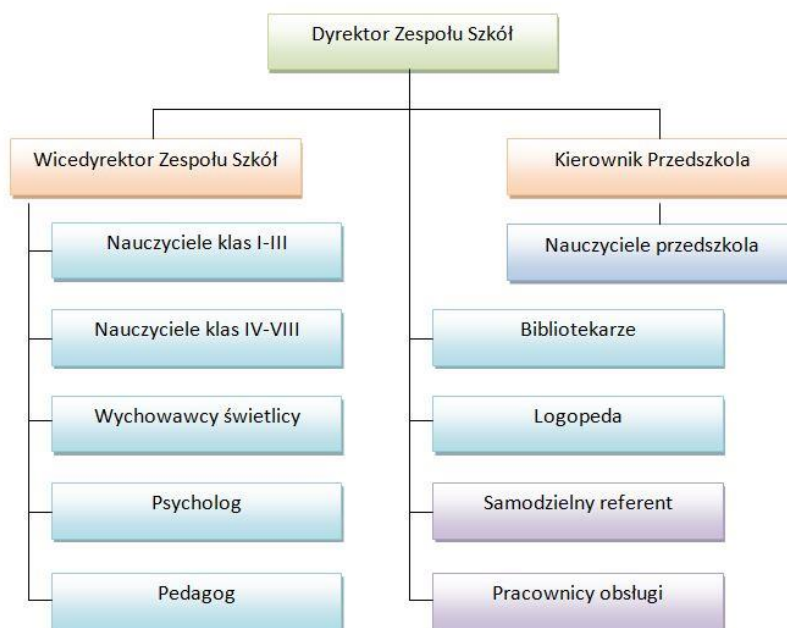 Dyrektor Zespołu Szkół
Wicedyrektor Zespołu Szkół
Kierownik Przedszkola
Nauczyciele klas I-III
Nauczyciele przedszkola
Nauczyciele klas IV-VIII
Bibliotekarze
Wychowawcy świetlicy
Logopeda
Psycholog
Samodzielny referent
Pedagog
Pracownicy obsługi